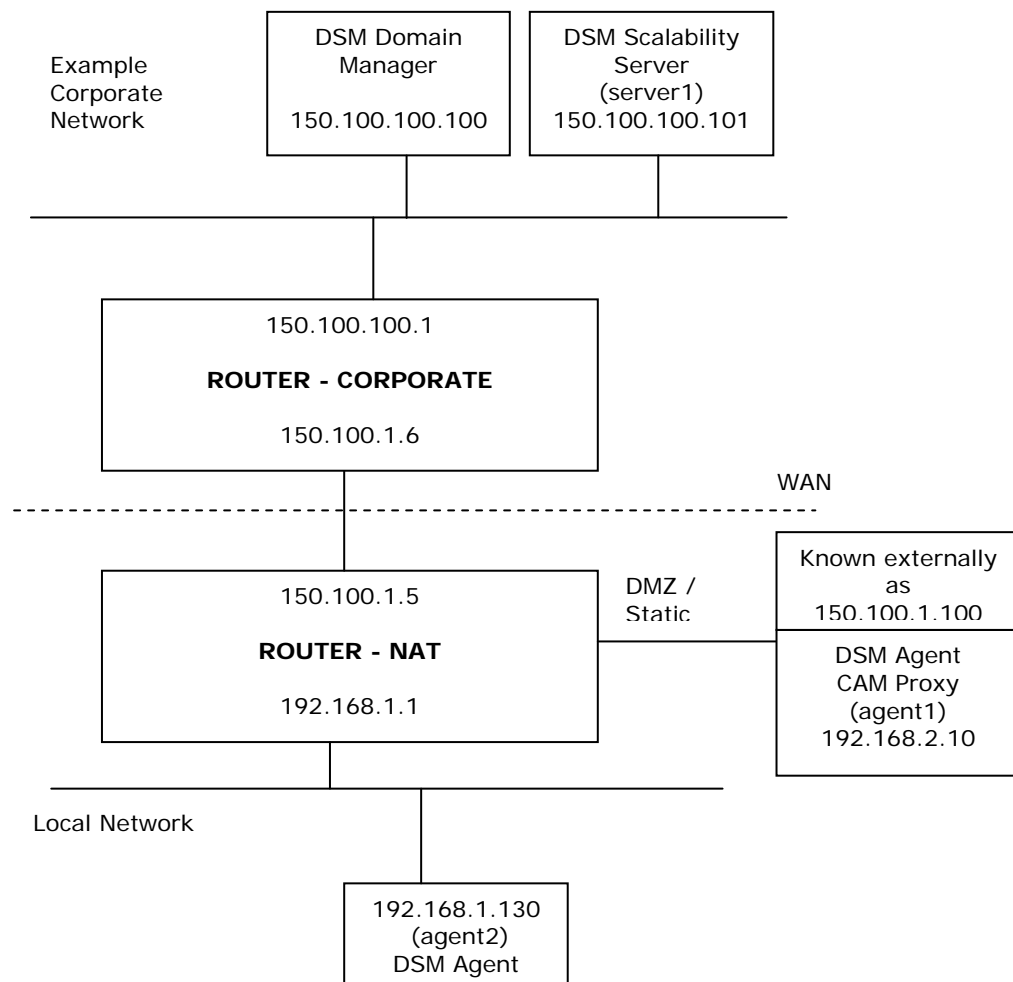 Example
Corporate
Network
DSM Domain
Manager
150.100.100.100
DSM Scalability
Server
(server1)
150.100.100.101
150.100.100.1
ROUTER - CORPORATE
150.100.1.6
WAN
150.100.1.5
ROUTER - NAT
192.168.1.1
DMZ /
Static
Known externally
as
150.100.1.100
DSM Agent
CAM Proxy
(agent1)
192.168.2.10
Local Network
192.168.1.130
(agent2)
DSM Agent